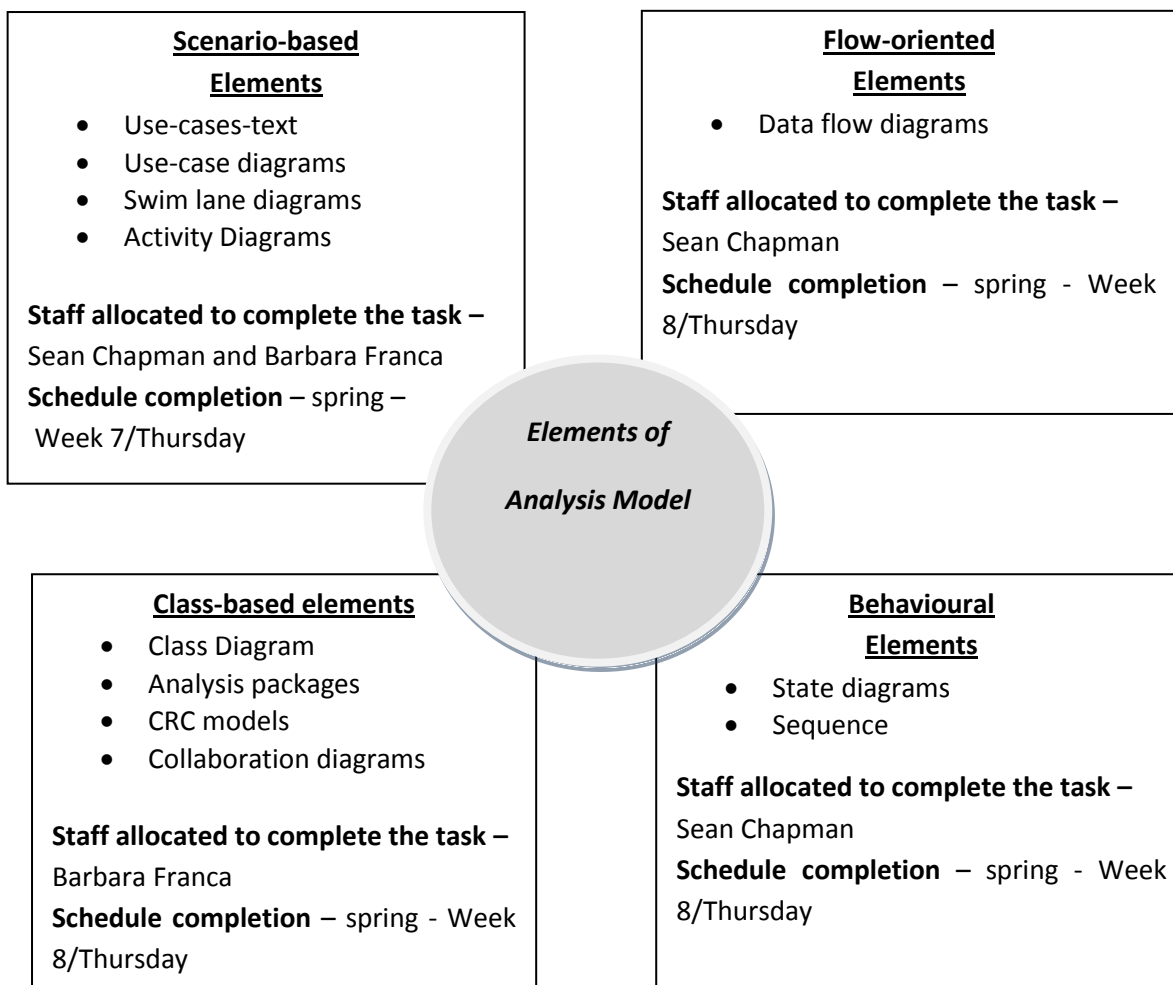 Scenario-based
Elements
• Use-cases-text
• Use-case diagrams
• Swim lane diagrams
• Activity Diagrams
Staff allocated to complete the task –
Sean Chapman and Barbara Franca
Schedule completion – spring –
Week 7/Thursday
Flow-oriented
Elements
• Data flow diagrams
Staff allocated to complete the task –
Sean Chapman
Schedule completion – spring - Week
8/Thursday
Elements of
Analysis Model
Class-based elements
• Class Diagram
• Analysis packages
• CRC models
• Collaboration diagrams
Staff allocated to complete the task –
Barbara Franca
Schedule completion – spring - Week
8/Thursday
Behavioural
Elements
• State diagrams
• Sequence
Staff allocated to complete the task –
Sean Chapman
Schedule completion – spring - Week
8/Thursday